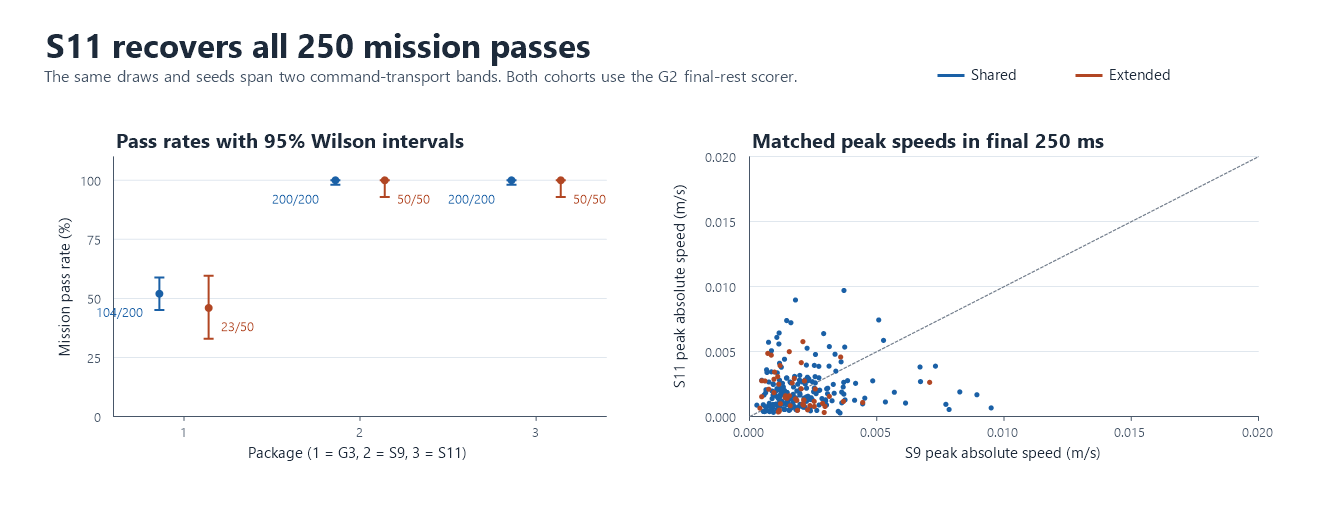 S11 recovers all 250 mission passes
The same draws and seeds span two command-transport bands. Both cohorts use the G2 final-rest scorer.
Shared
Extended
Pass rates with 95% Wilson intervals
Mission pass rate (%)
100
75
50
25
0
104/200
23/50
200/200
50/50
200/200
50/50
1
2
3
Package (1 = G3, 2 = S9, 3 = S11)
Matched peak speeds in final 250 ms
S11 peak absolute speed (m/s)
0.020
0.015
0.010
0.005
0.000
0.000
0.005
0.010
0.015
0.020
S9 peak absolute speed (m/s)